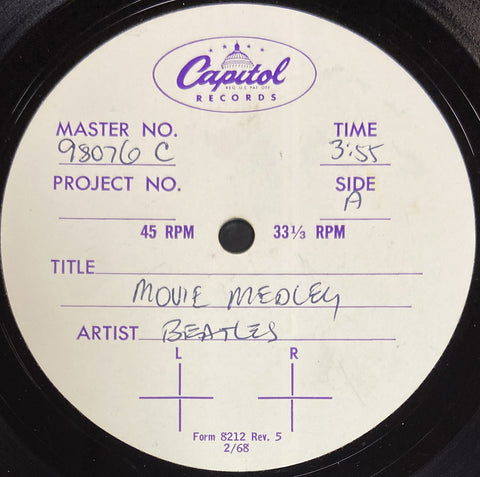 Capitol
REG. U.S. PAT. OFF.
RECORDS
MASTER NO. TIME
98076 C 3:55
PROJECT NO. SIDE
A
45 RPM 33⅓ RPM
TITLE
MOVIE MEDLEY
ARTIST BEATLES
L R
Form 8212 Rev. 5
2/68